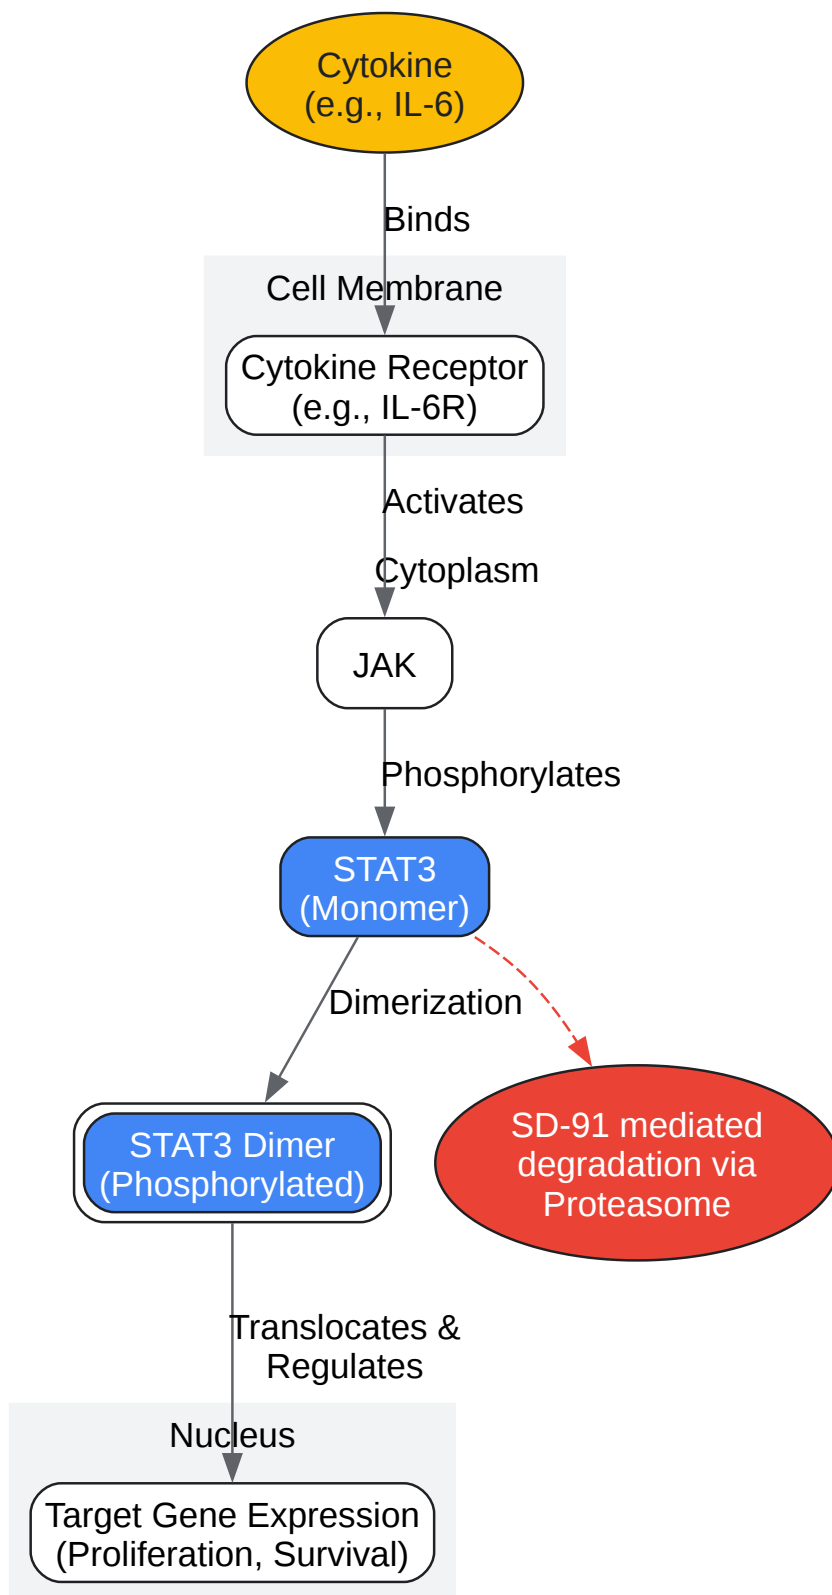 Cytokine
(e.g., IL-6)
Binds
Cell Membrane
Cytokine Receptor
(e.g., IL-6R)
Activates
Cytoplasm
JAK
Phosphorylates
STAT3
(Monomer)
Dimerization
STAT3 Dimer
(Phosphorylated)
SD-91 mediated
degradation via
Proteasome
Translocates &
Regulates
Nucleus
Target Gene Expression
(Proliferation, Survival)